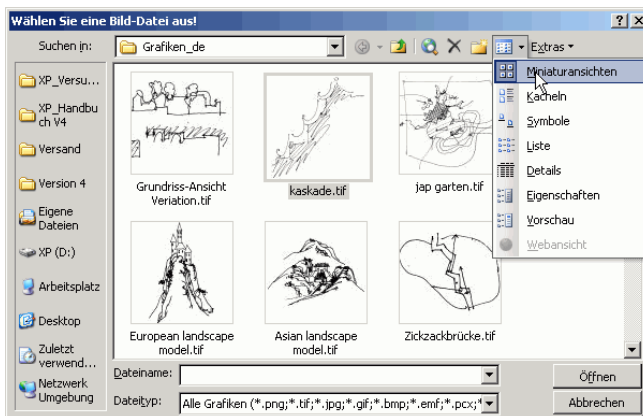 Wählen Sie eine Bild-Datei aus!
Suchen in:
Grafiken_de
Extras
XP_Versu...
XP_Handbu
ch V4
Versand
Version 4
Eigene
Dateien
XP (D:)
Arbeitsplatz
Desktop
Zuletzt
verwend...
Netzwerk
Umgebung
Grundriss-Ansicht
Veriation.tif
kaskade.tif
jap garten.tif
European landscape
model.tif
Asian landscape
model.tif
Zickzackbrücke.tif
Miniaturansichten
Kacheln
Symbole
Liste
Details
Eigenschaften
Vorschau
Webansicht
Dateiname:
Öffnen
Dateityp:
Alle Grafiken (*.png;*.tif;*.jpg;*.gif;*.bmp;*.emf;*.pcx;*
Abbrechen